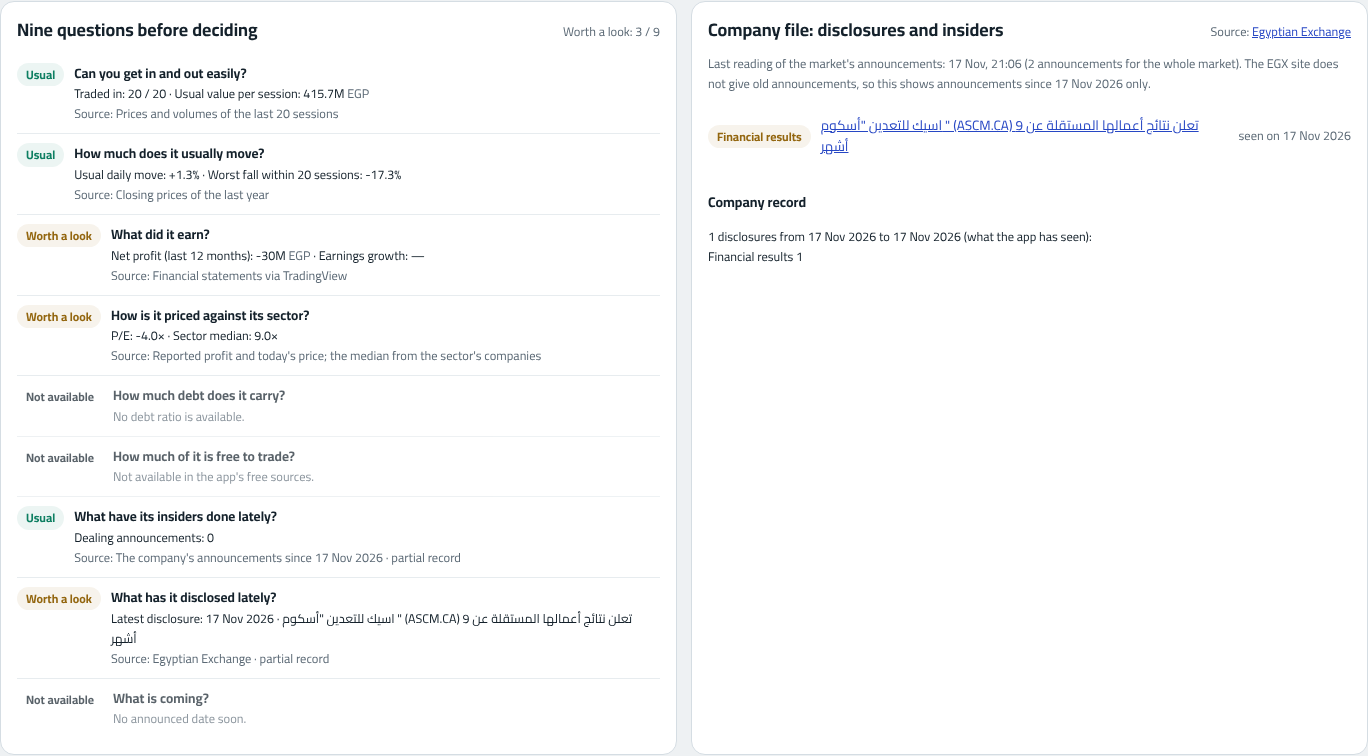 Nine questions before deciding
Worth a look: 3 / 9
Usual
Can you get in and out easily?
Traded in: 20 / 20 · Usual value per session: 415.7M EGP
Source: Prices and volumes of the last 20 sessions
Usual
How much does it usually move?
Usual daily move: +1.3% · Worst fall within 20 sessions: -17.3%
Source: Closing prices of the last year
Worth a look
What did it earn?
Net profit (last 12 months): -30M EGP · Earnings growth: —
Source: Financial statements via TradingView
Worth a look
How is it priced against its sector?
P/E: -4.0× · Sector median: 9.0×
Source: Reported profit and today's price; the median from the sector's companies
Not available
How much debt does it carry?
No debt ratio is available.
Not available
How much of it is free to trade?
Not available in the app's free sources.
Usual
What have its insiders done lately?
Dealing announcements: 0
Source: The company's announcements since 17 Nov 2026 · partial record
Worth a look
What has it disclosed lately?
Latest disclosure: 17 Nov 2026 · اسيك للتعدين "أسكوم " (ASCM.CA) تعلن نتائج أعمالها المستقلة عن 9
أشهر
Source: Egyptian Exchange · partial record
Not available
What is coming?
No announced date soon.
Company file: disclosures and insiders
Source: Egyptian Exchange
Last reading of the market's announcements: 17 Nov, 21:06 (2 announcements for the whole market). The EGX site does
not give old announcements, so this shows announcements since 17 Nov 2026 only.
Financial results
اسيك للتعدين "أسكوم " (ASCM.CA) تعلن نتائج أعمالها المستقلة عن 9
أشهر
seen on 17 Nov 2026
Company record
1 disclosures from 17 Nov 2026 to 17 Nov 2026 (what the app has seen):
Financial results 1